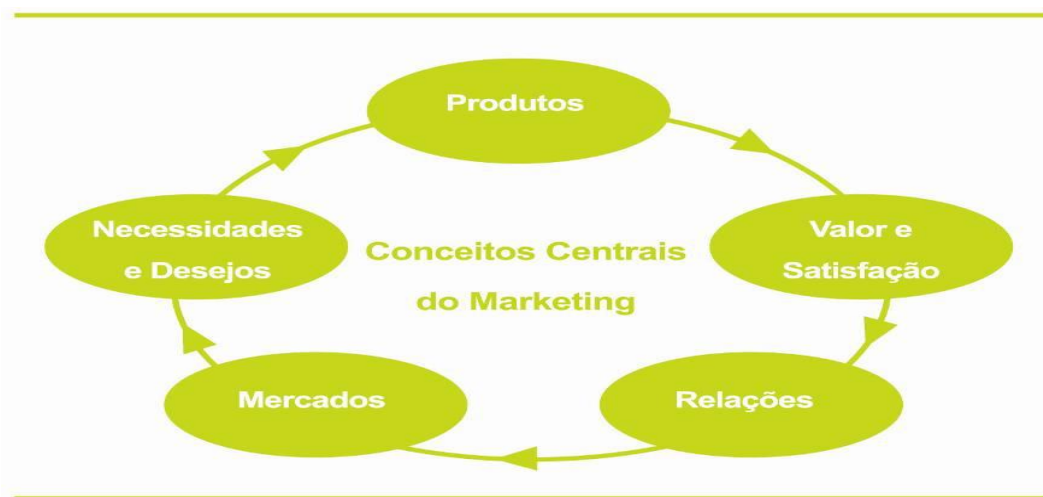 Produtos
Necessidades
e Desejos
Conceitos Centrais
do Marketing
Valor e
Satisfação
Mercados
Relações